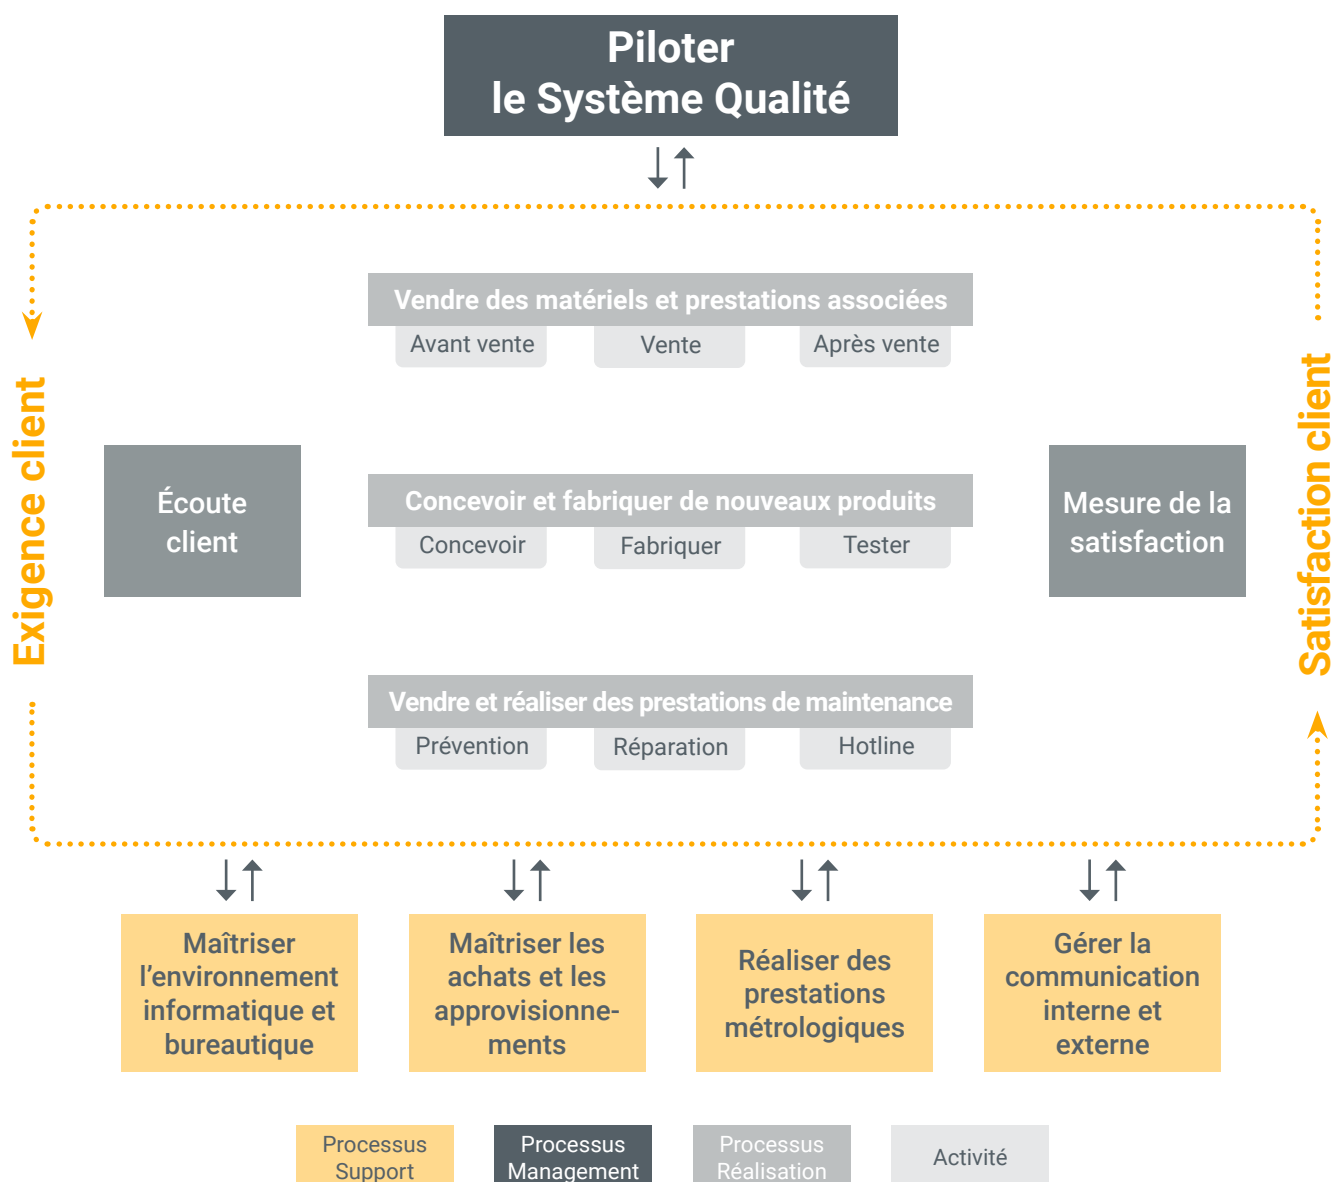 Piloter
le Système Qualité
Vendre des matériels et prestations associées
Avant vente
Vente
Après vente
Exigence client
Écoute
client
Concevoir et fabriquer de nouveaux produits
Concevoir
Fabriquer
Tester
Mesure de la
satisfaction
Satisfaction client
Vendre et réaliser des prestations de maintenance
Prévention
Réparation
Hotline
Maîtriser
l’environnement
informatique et
bureautique
Maîtriser les
achats et les
approvisionne-
ments
Réaliser des
prestations
métrologiques
Gérer la
communication
interne et
externe
Processus
Support
Processus
Management
Processus
Réalisation
Activité